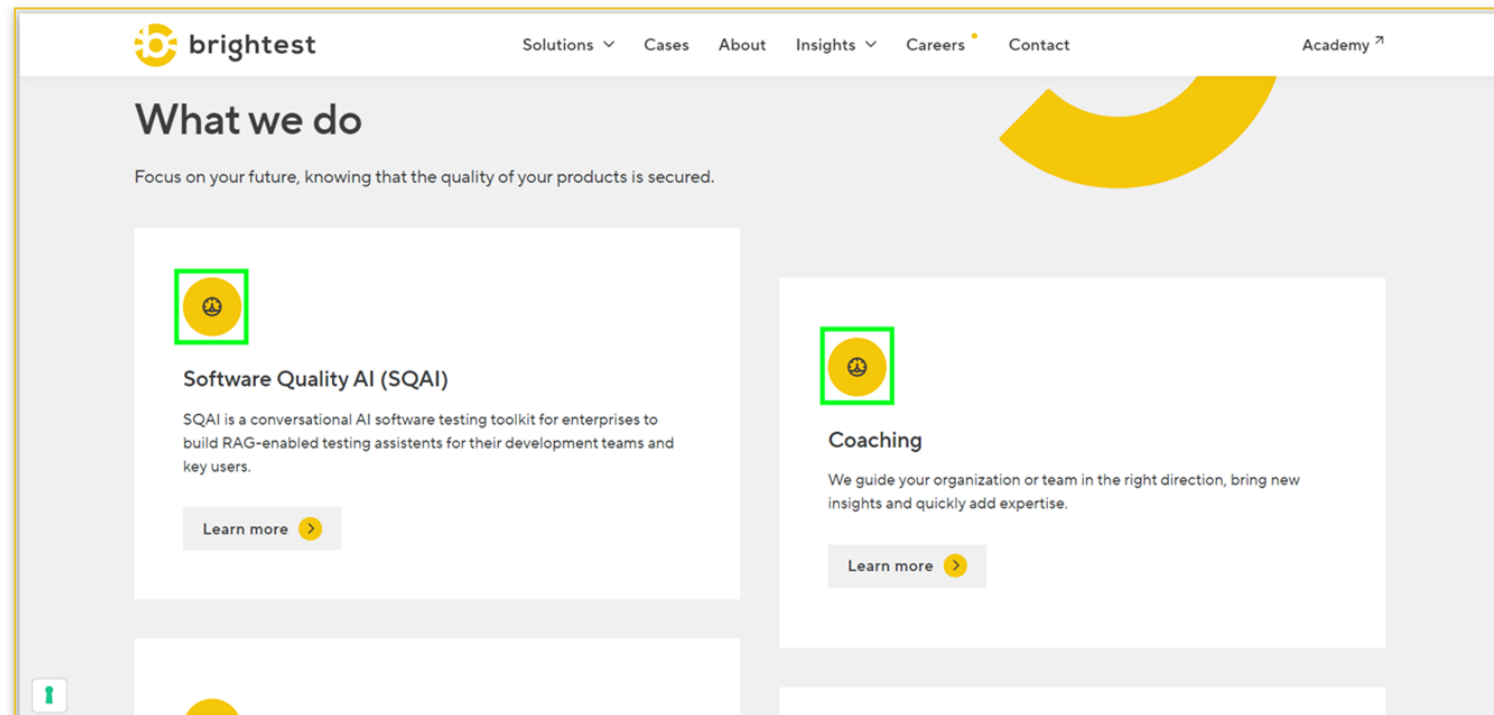 brightest
Solutions Cases About Insights Careers Contact Academy
What we do
Focus on your future, knowing that the quality of your products is secured.
Software Quality AI (SQAI)
SQAI is a conversational AI software testing toolkit for enterprises to
build RAG-enabled testing assistents for their development teams and
key users.
Learn more
Coaching
We guide your organization or team in the right direction, bring new
insights and quickly add expertise.
Learn more